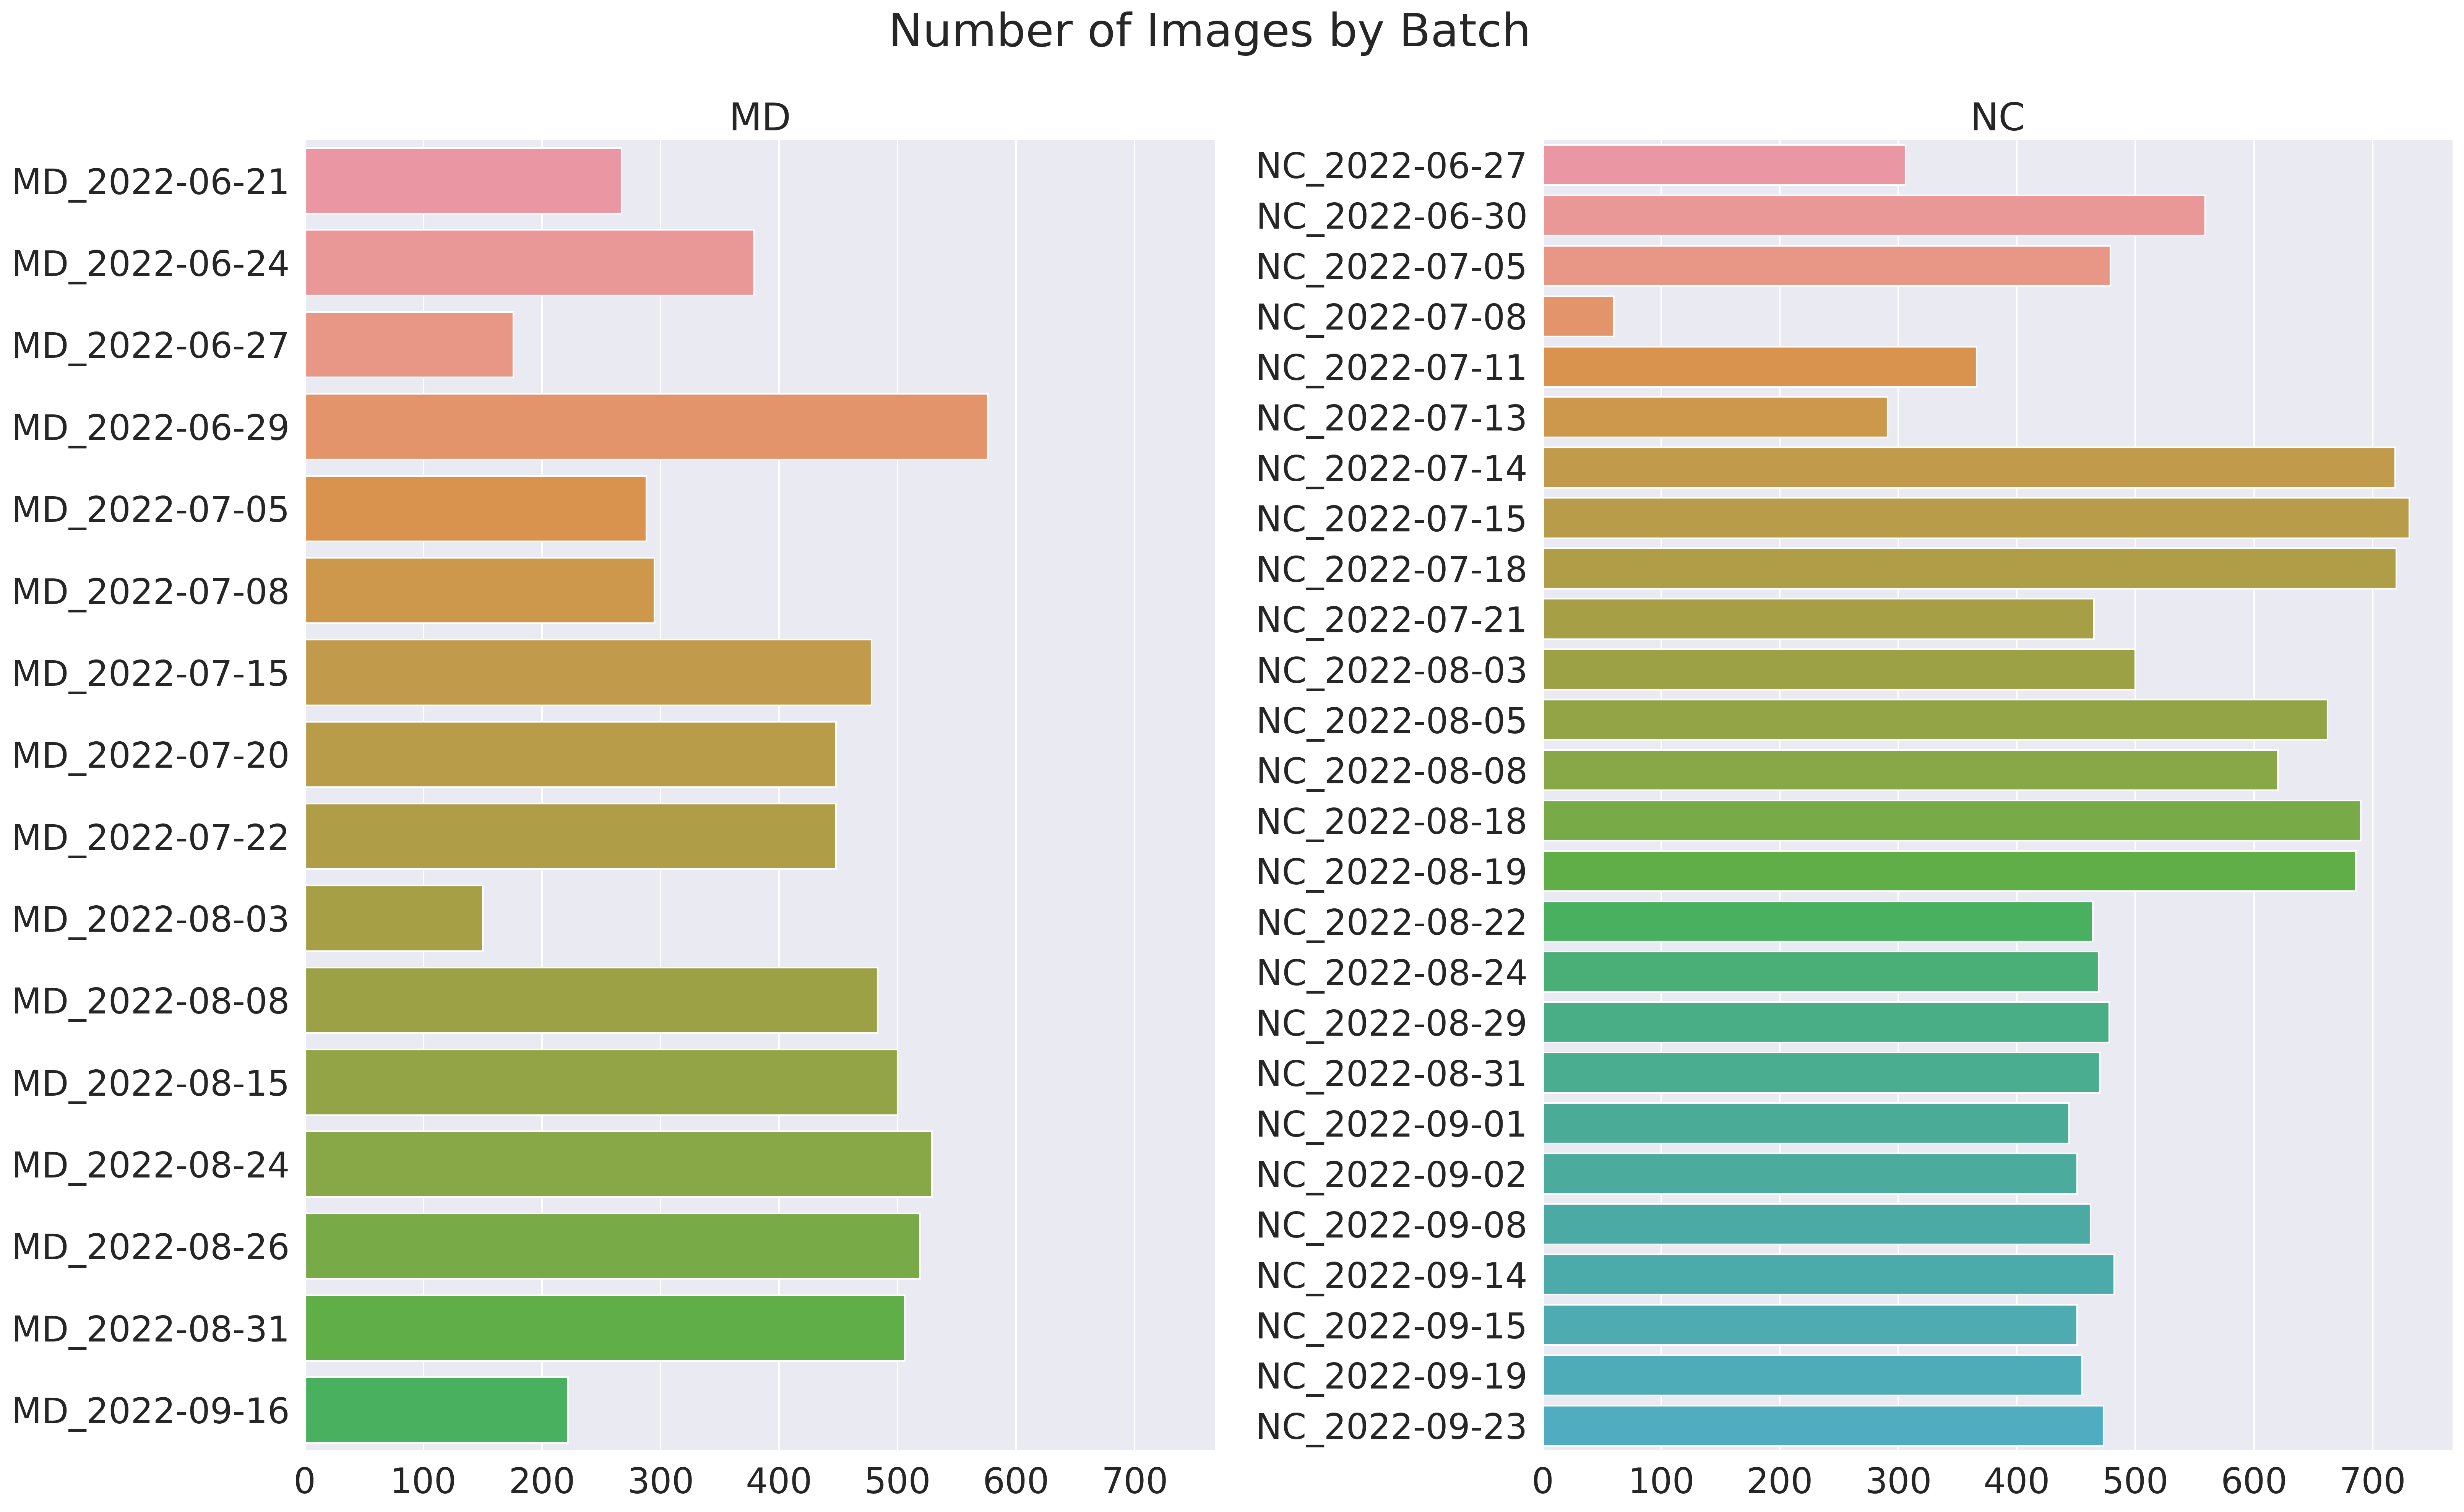 Number of Images by Batch
MD
MD_2022-06-21
MD_2022-06-24
MD_2022-06-27
MD_2022-06-29
MD_2022-07-05
MD_2022-07-08
MD_2022-07-15
MD_2022-07-20
MD_2022-07-22
MD_2022-08-03
MD_2022-08-08
MD_2022-08-15
MD_2022-08-24
MD_2022-08-26
MD_2022-08-31
MD_2022-09-16
0 100 200 300 400 500 600 700
NC
NC_2022-06-27
NC_2022-06-30
NC_2022-07-05
NC_2022-07-08
NC_2022-07-11
NC_2022-07-13
NC_2022-07-14
NC_2022-07-15
NC_2022-07-18
NC_2022-07-21
NC_2022-08-03
NC_2022-08-05
NC_2022-08-08
NC_2022-08-18
NC_2022-08-19
NC_2022-08-22
NC_2022-08-24
NC_2022-08-29
NC_2022-08-31
NC_2022-09-01
NC_2022-09-02
NC_2022-09-08
NC_2022-09-14
NC_2022-09-15
NC_2022-09-19
NC_2022-09-23
0 100 200 300 400 500 600 700